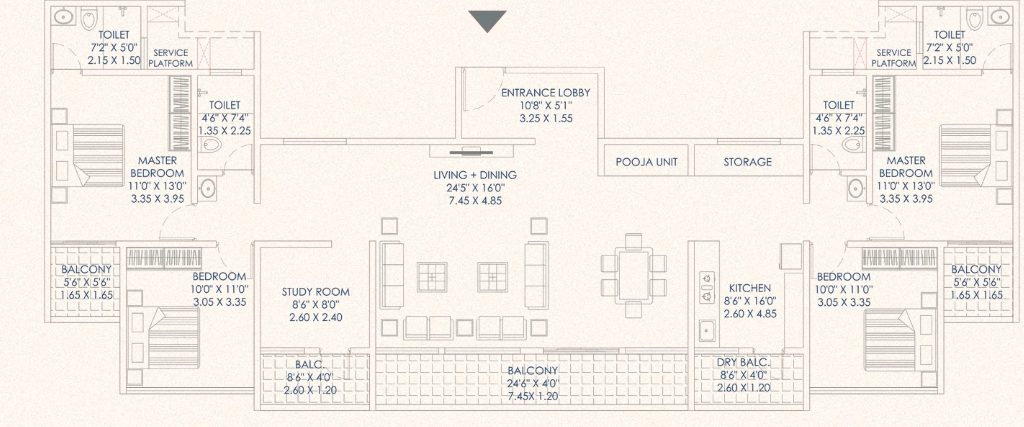 TOILET
7'2" X 5'0"
2.15 X 1.50
SERVICE
PLATFORM
TOILET
4'6" X 7'4"
1.35 X 2.25
MASTER
BEDROOM
11'0" X 13'0"
3.35 X 3.95
ENTRANCE LOBBY
10'8" X 5'1"
3.25 X 1.55
LIVING + DINING
24'5" X 16'0"
7.45 X 4.85
POOJA UNIT
STORAGE
SERVICE
PLATFORM
TOILET
7'2" X 5'0"
2.15 X 1.50
TOILET
4'6" X 7'4"
1.35 X 2.25
MASTER
BEDROOM
11'0" X 13'0"
3.35 X 3.95
BALCONY
5'6" X 5'6"
1.65 X 1.65
BEDROOM
10'0" X 11'0"
3.05 X 3.35
STUDY ROOM
8'6" X 8'0"
2.60 X 2.40
KITCHEN
8'6" X 16'0"
2.60 X 4.85
BEDROOM
10'0" X 11'0"
3.05 X 3.35
BALCONY
5'6" X 5'6"
1.65 X 1.65
BALC.
8'6" X 4'0"
2.60 X 1.20
BALCONY
24'6" X 4'0"
7.45X 1.20
DRY BALC.
8'6" X 4'0"
2.60 X 1.20